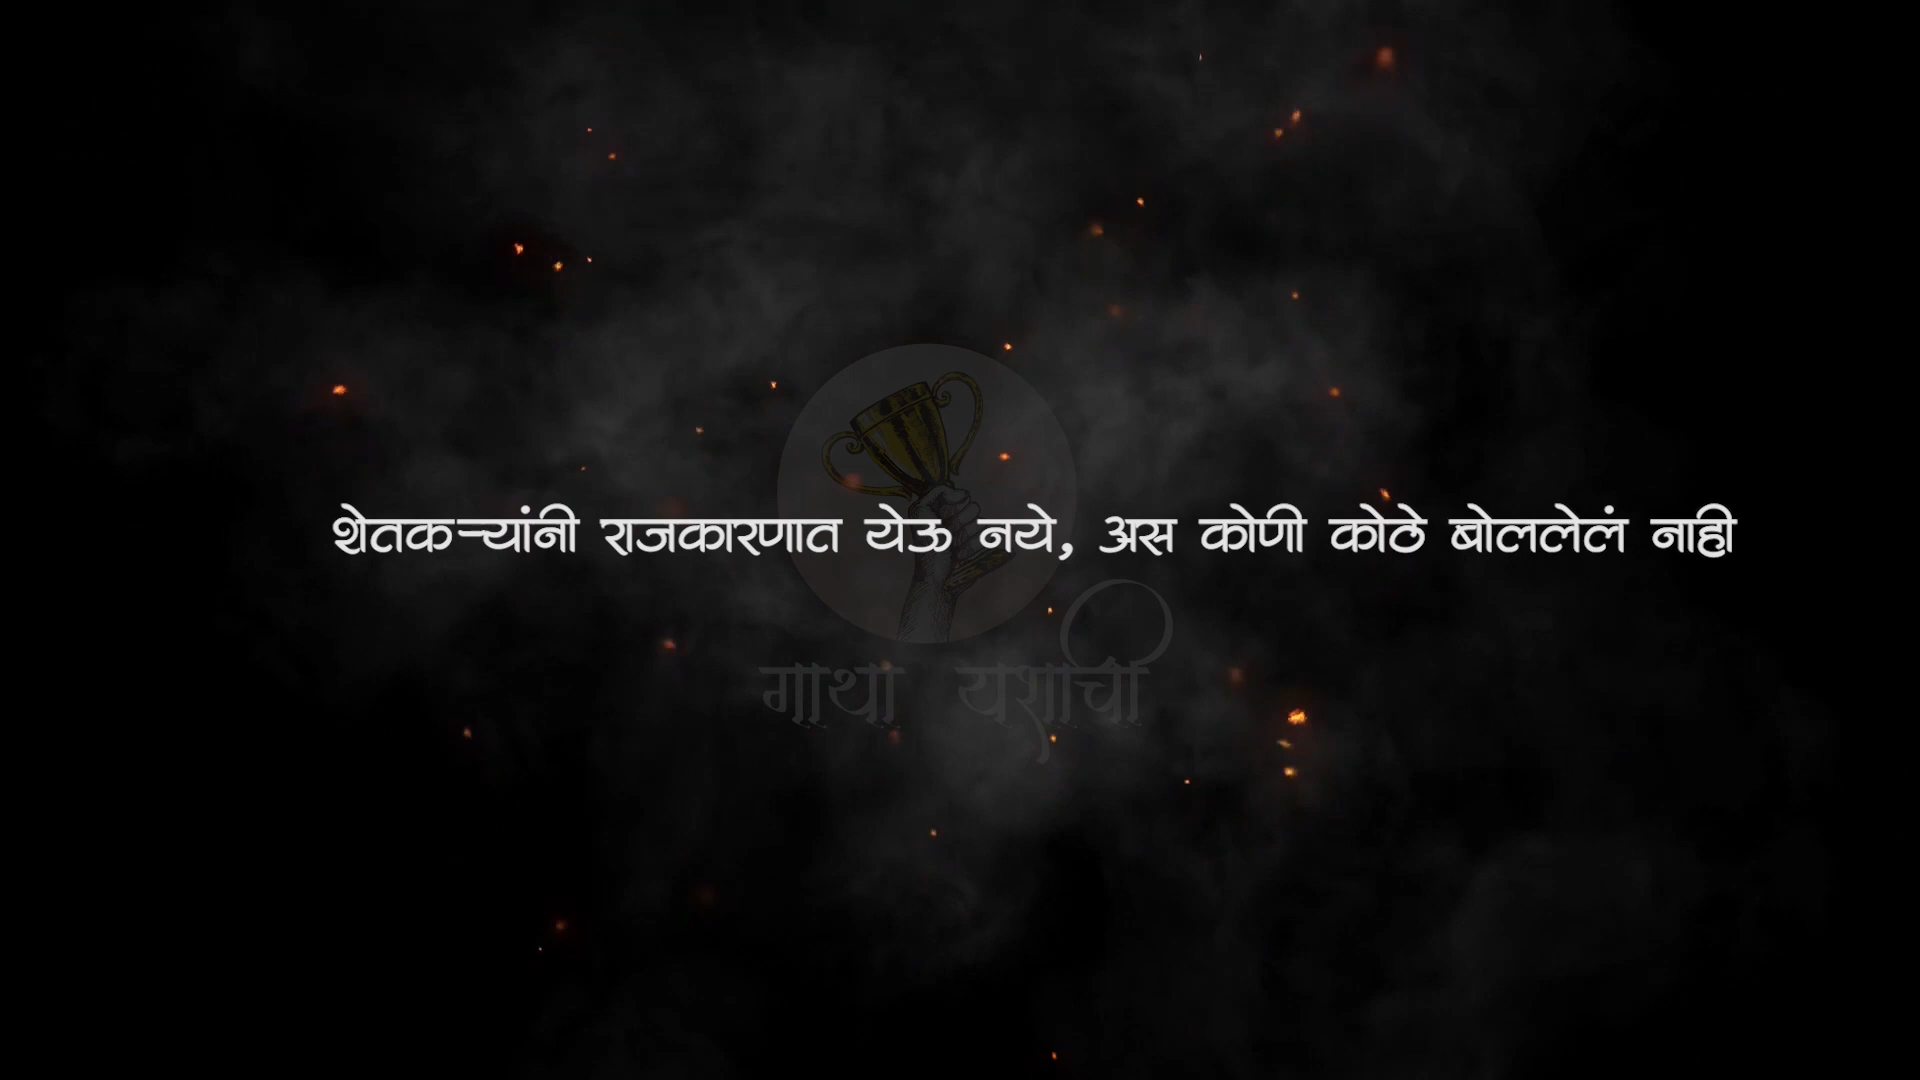 शेतकऱ्यांनी राजकारणात येऊ नये, अस कोणी कोठे बोललेलं नाही
गाथा यशाची